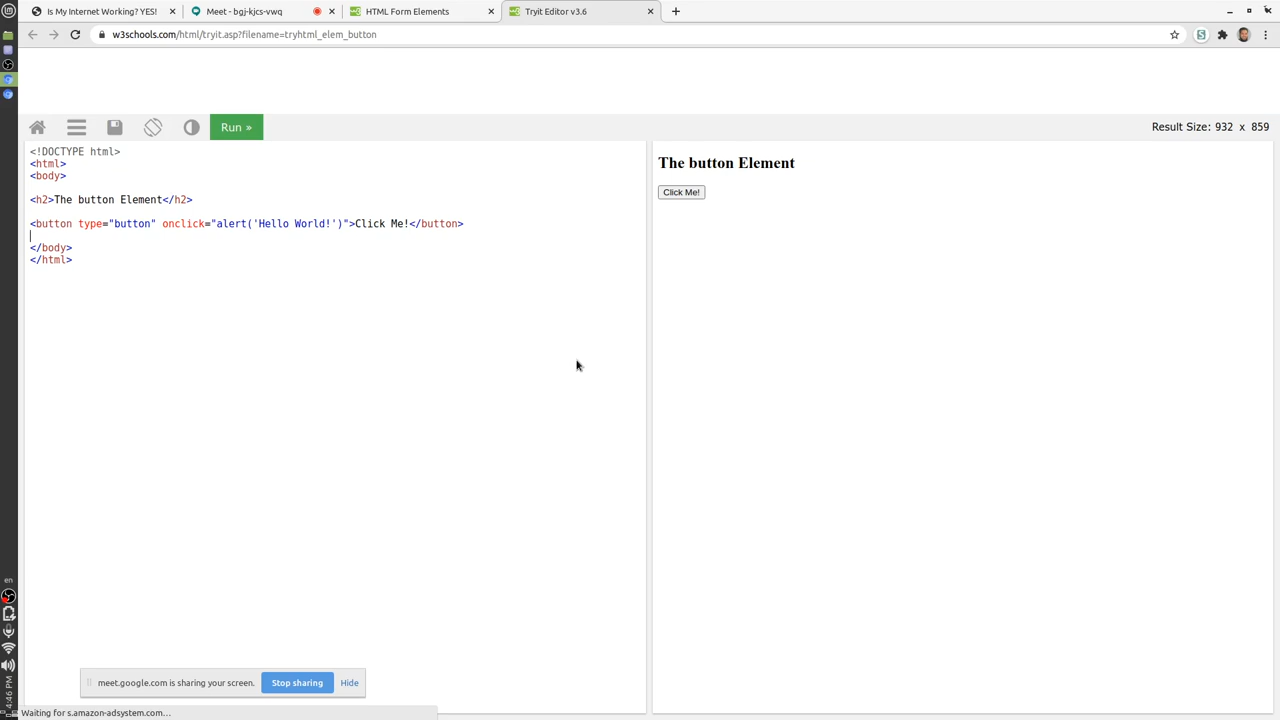 Is My Internet Working? YES!
Meet - bgj-kjcs-vwq
HTML Form Elements
Tryit Editor v3.6
w3schools.com/html/tryit.asp?filename=tryhtml_elem_button
Run »
Result Size: 932 x 859
<!DOCTYPE html>
<html>
<body>
<h2>The button Element</h2>
<button type="button" onclick="alert('Hello World!')">Click Me!</button>
</body>
</html>
The button Element
Click Me!
en
4:46 PM
meet.google.com is sharing your screen.
Stop sharing
Hide
Waiting for s.amazon-adsystem.com…